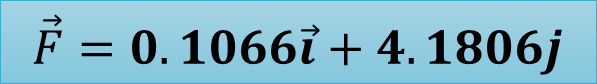 F⃗ = 0.1066i⃗ + 4.1806j